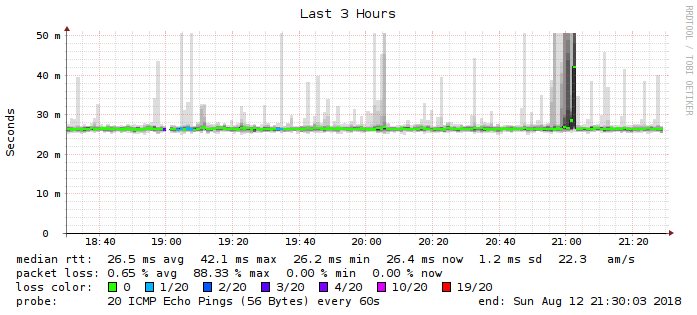 Last 3 Hours
RRDTOOL / TOBI OETIKER
Seconds
50 m
40 m
30 m
20 m
10 m
0
18:40 19:00 19:20 19:40 20:00 20:20 20:40 21:00 21:20
median rtt: 26.5 ms avg 42.1 ms max 26.2 ms min 26.4 ms now 1.2 ms sd 22.3 am/s
packet loss: 0.65 % avg 88.33 % max 0.00 % min 0.00 % now
loss color: 0 1/20 2/20 3/20 4/20 10/20 19/20
probe: 20 ICMP Echo Pings (56 Bytes) every 60s end: Sun Aug 12 21:30:03 2018